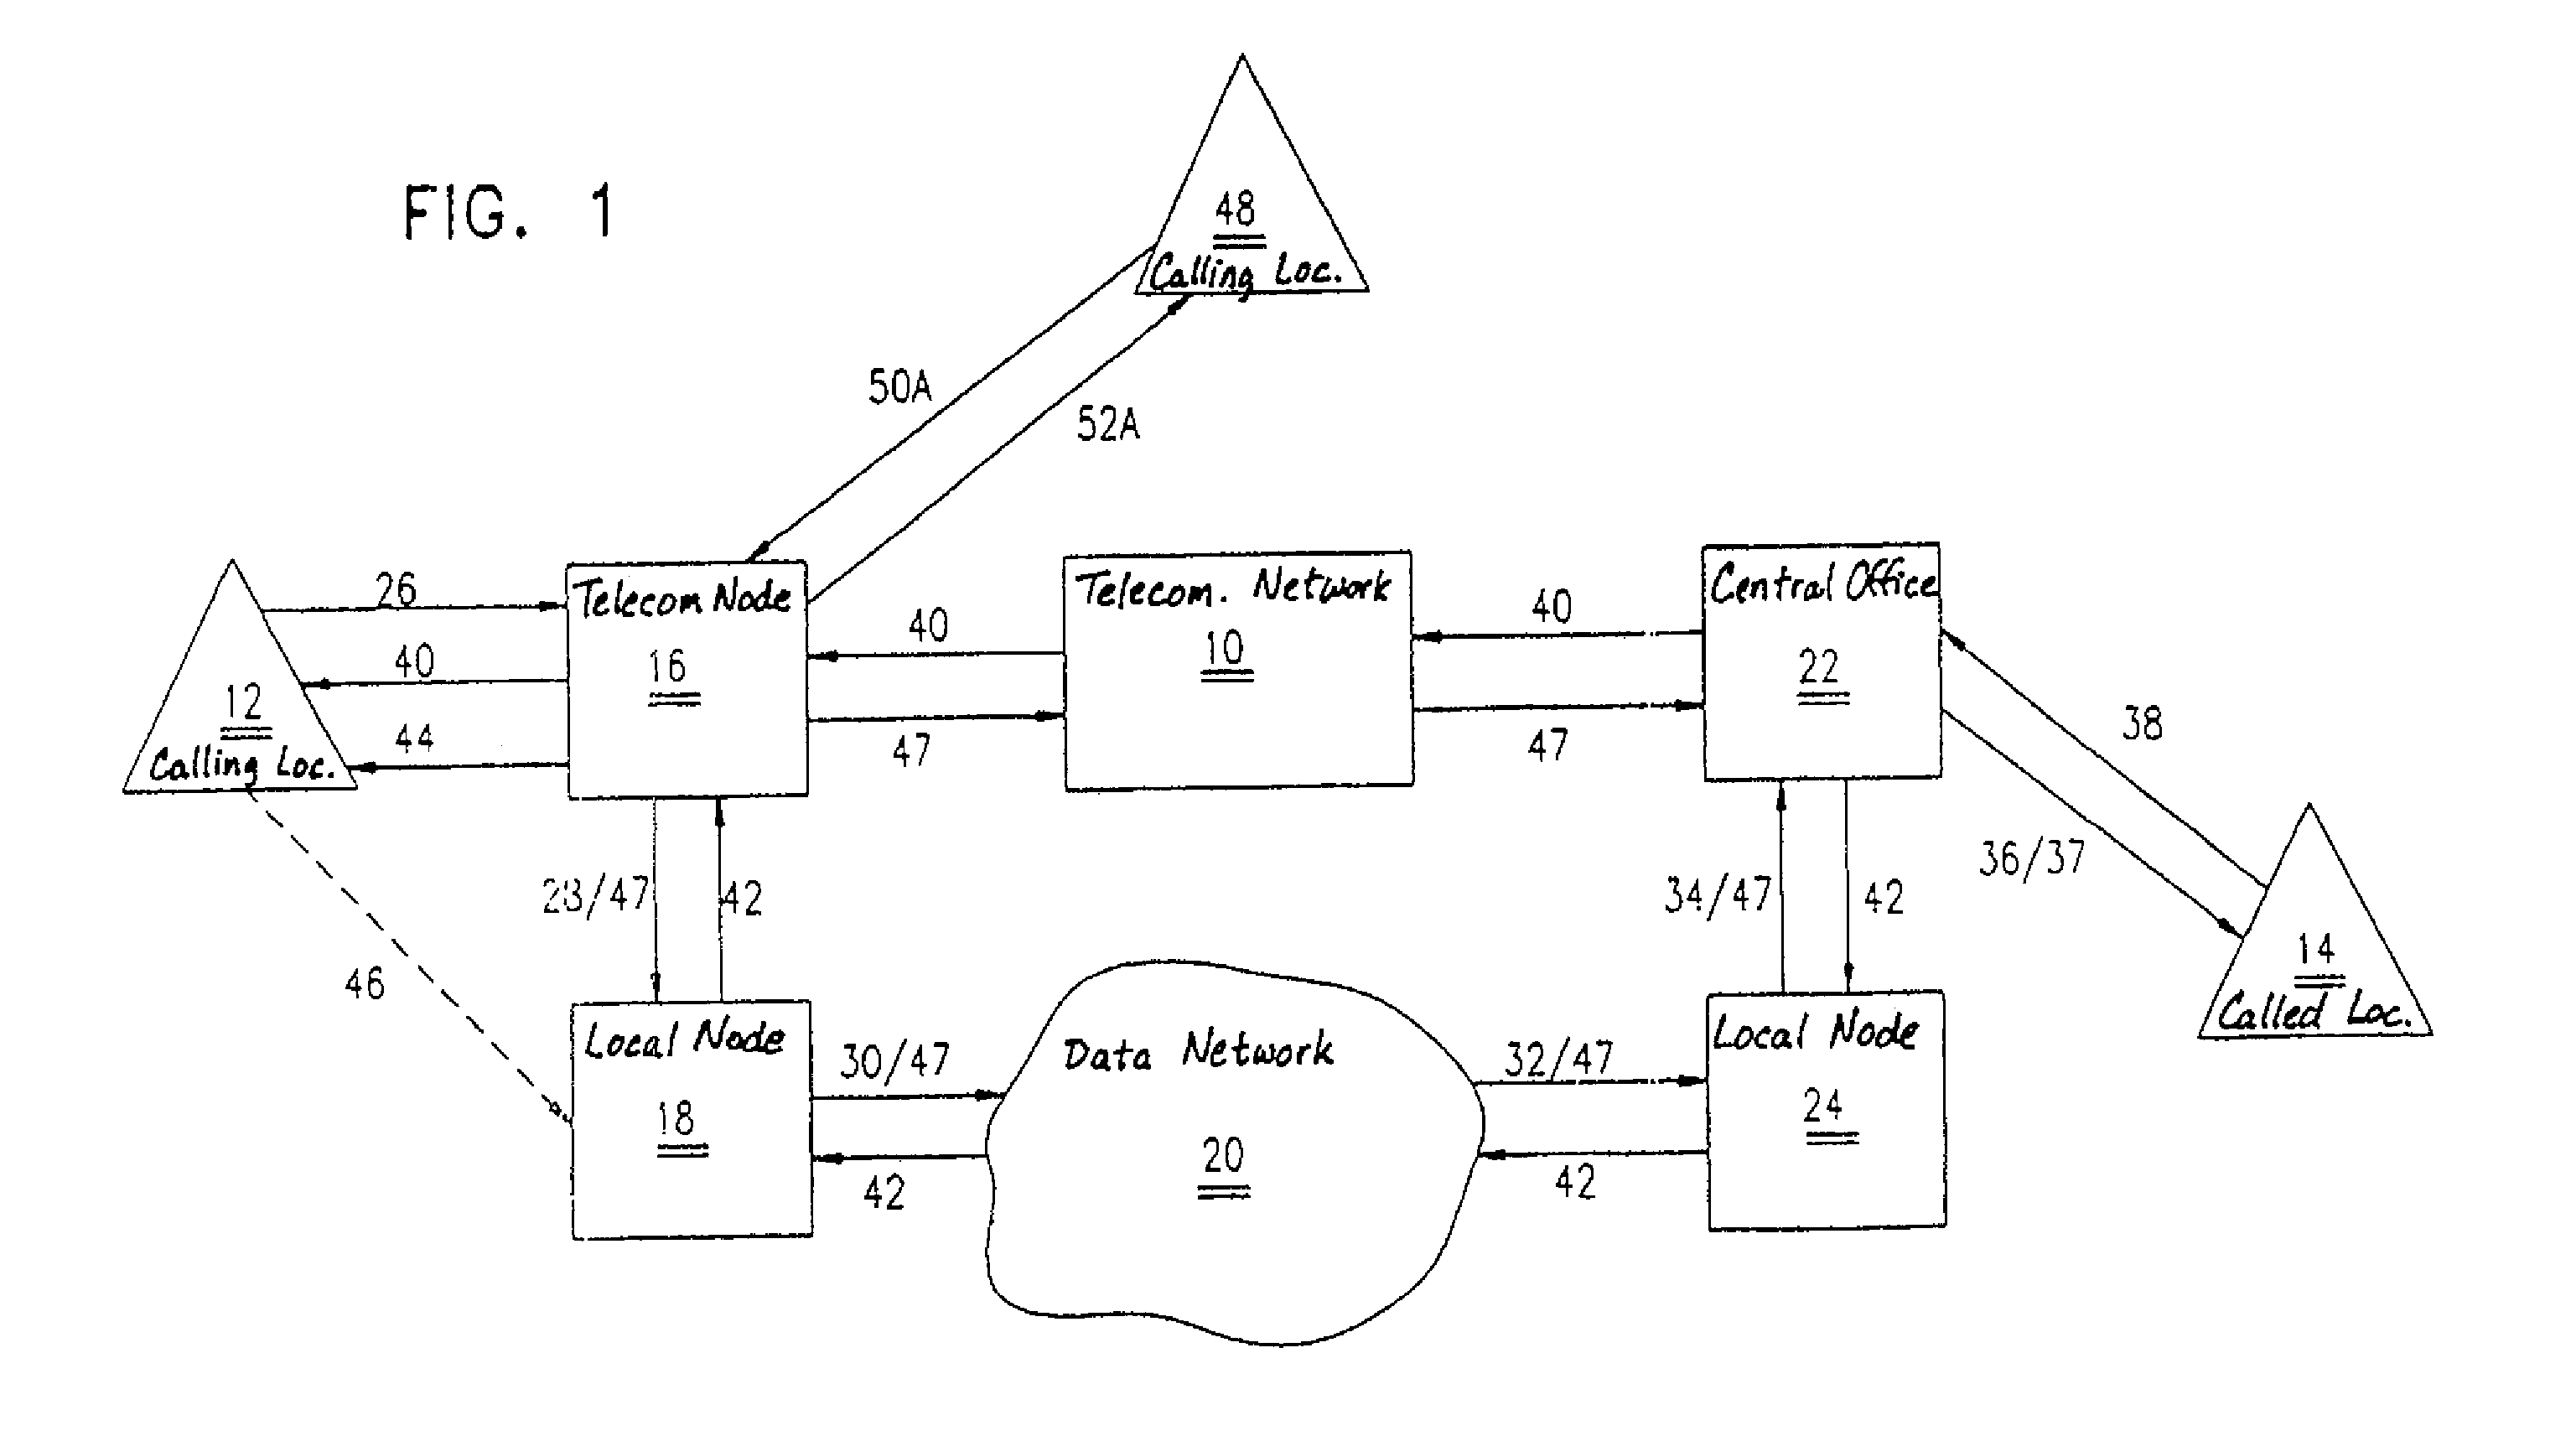 FIG. 1
48
Calling Loc.
50A
52A
26
40
44
12
Calling Loc.
Telecom Node
16
40
47
Telecom. Network
10
40
47
Central Office
22
38
36/37
14
Called Loc.
28/47
42
34/47
42
46
Local Node
18
30/47
42
Data Network
20
32/47
42
Local Node
24